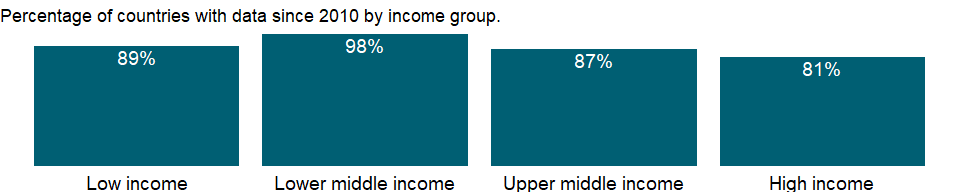 Percentage of countries with data since 2010 by income group.
89%
98%
87%
81%
Low income
Lower middle income
Upper middle income
High income